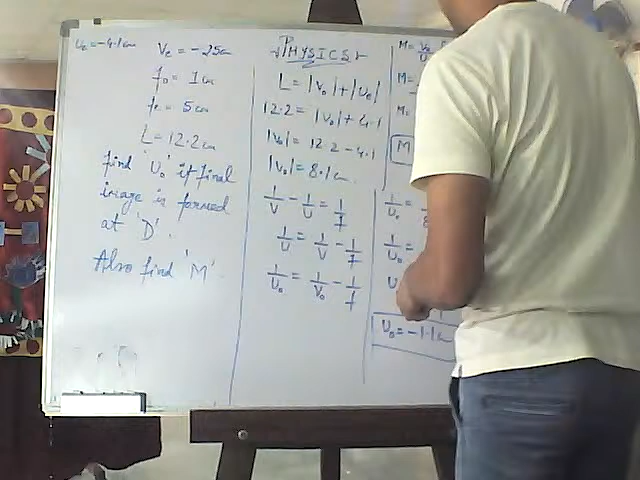 Ue = -4.1cm
Ve = -25cm
fo = 1cm
fe = 5cm
L = 12.2cm
find 'Uo' if final
image is formed
at 'D'.
Also find 'M'.
PHYSICS
L = |Vo| + |Uo|
12.2 = |Vo| + 4.1
|Vo| = 12.2 - 4.1
|Vo| = 8.1cm
1/V - 1/U = 1/f
1/U = 1/V - 1/f
1/Uo = 1/Vo - 1/f
M =
M =
M =
M
1/Uo =
1/Uo =
U
Uo = -1.1cm